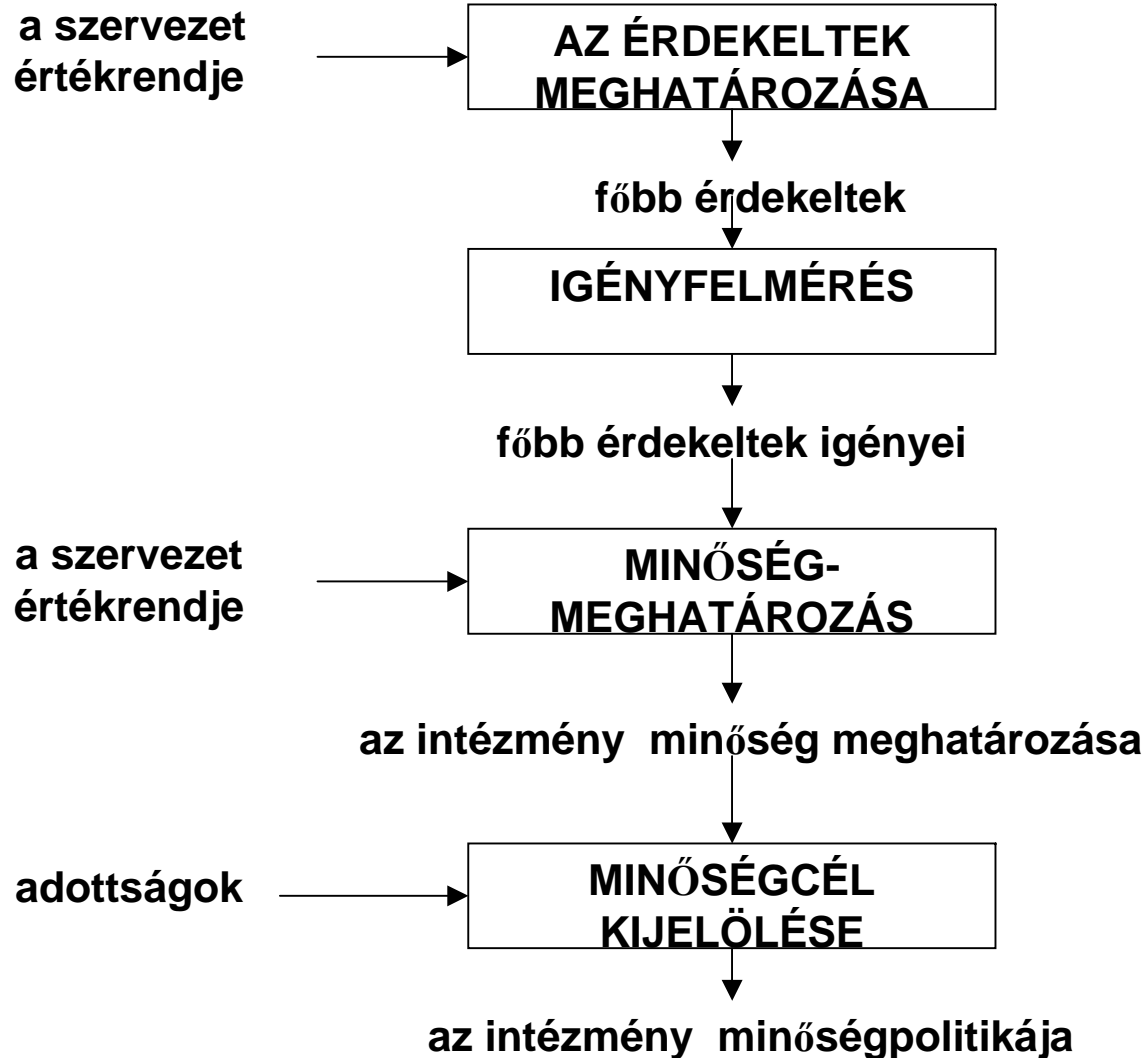 a szervezet
értékrendje
AZ ÉRDEKELTEK
MEGHATÁROZÁSA
főbb érdekeltek
IGÉNYFELMÉRÉS
főbb érdekeltek igényei
a szervezet
értékrendje
MINŐSÉG-
MEGHATÁROZÁS
az intézmény minőség meghatározása
adottságok
MINŐSÉGCÉL
KIJELÖLÉSE
az intézmény minőségpolitikája